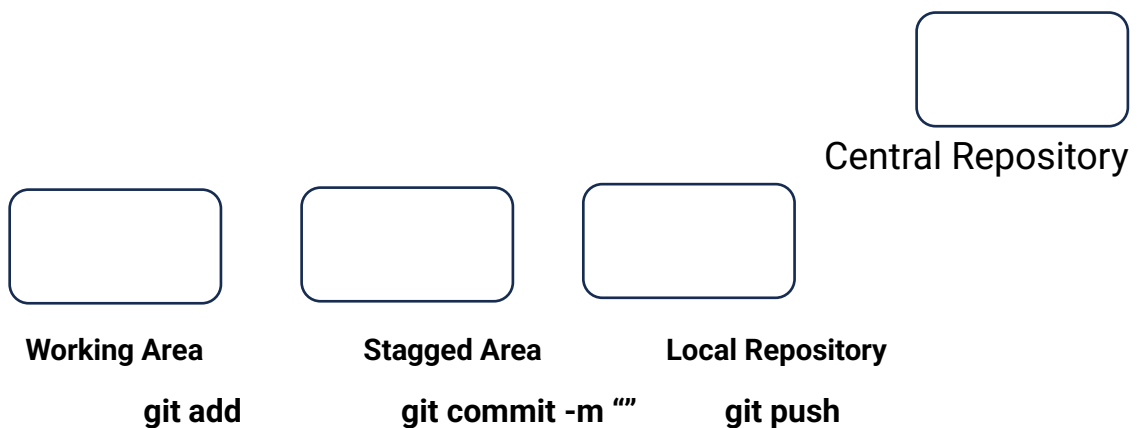 Central Repository
Working Area Stagged Area Local Repository
git add git commit -m “” git push